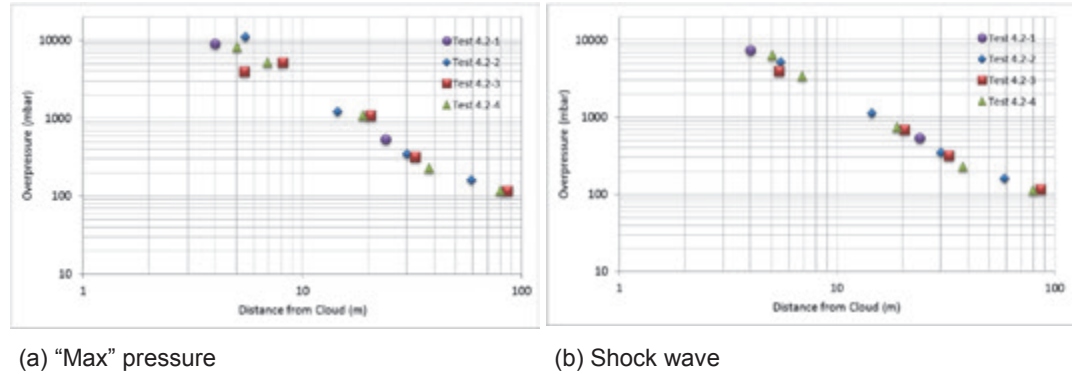 10000
1000
100
10
1
10
100
Overpressure (mbar)
Distance from Cloud (m)
Test 4.2-1
Test 4.2-2
Test 4.2-3
Test 4.2-4
(a) “Max” pressure
10000
1000
100
10
1
10
100
Overpressure (mbar)
Distance from Cloud (m)
Test 4.2-1
Test 4.2-2
Test 4.2-3
Test 4.2-4
(b) Shock wave